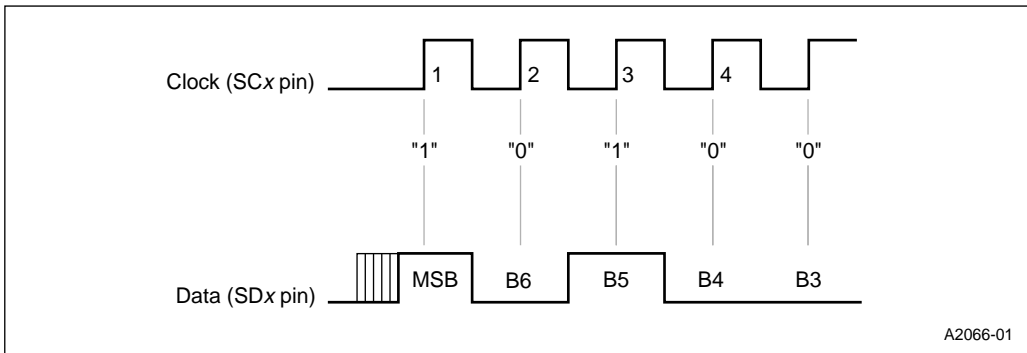 Clock (SCx pin)
1 2 3 4
"1" "0" "1" "0" "0"
MSB B6 B5 B4 B3
Data (SDx pin)
A2066-01